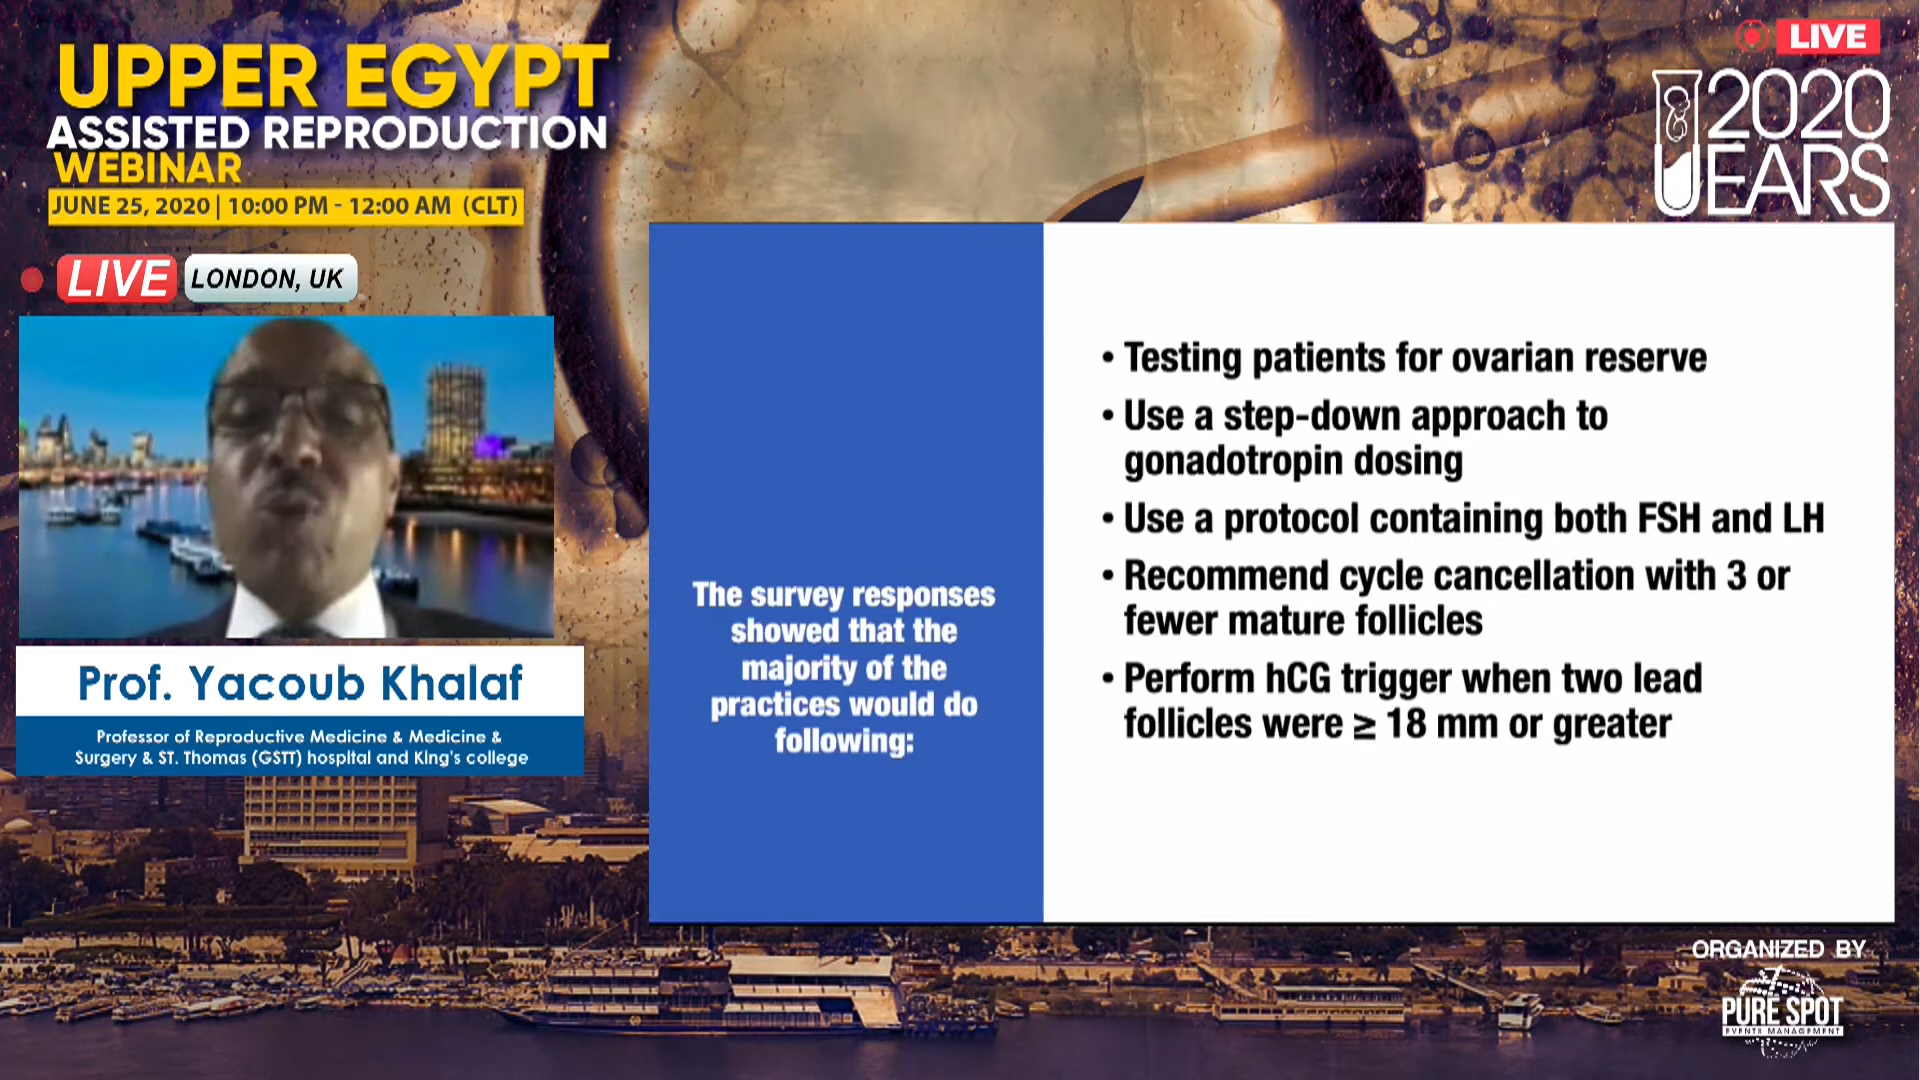 UPPER EGYPT
ASSISTED REPRODUCTION
WEBINAR
JUNE 25, 2020 | 10:00 PM - 12:00 AM (CLT)
LIVE
2020
UEARS
LIVE
LONDON, UK
Prof. Yacoub Khalaf
Professor of Reproductive Medicine & Medicine &
Surgery & ST. Thomas (GSTT) hospital and King's college
The survey responses
showed that the
majority of the
practices would do
following:
• Testing patients for ovarian reserve
• Use a step-down approach to
gonadotropin dosing
• Use a protocol containing both FSH and LH
• Recommend cycle cancellation with 3 or
fewer mature follicles
• Perform hCG trigger when two lead
follicles were ≥ 18 mm or greater
ORGANIZED BY
PURE SPOT
EVENTS MANAGEMENT